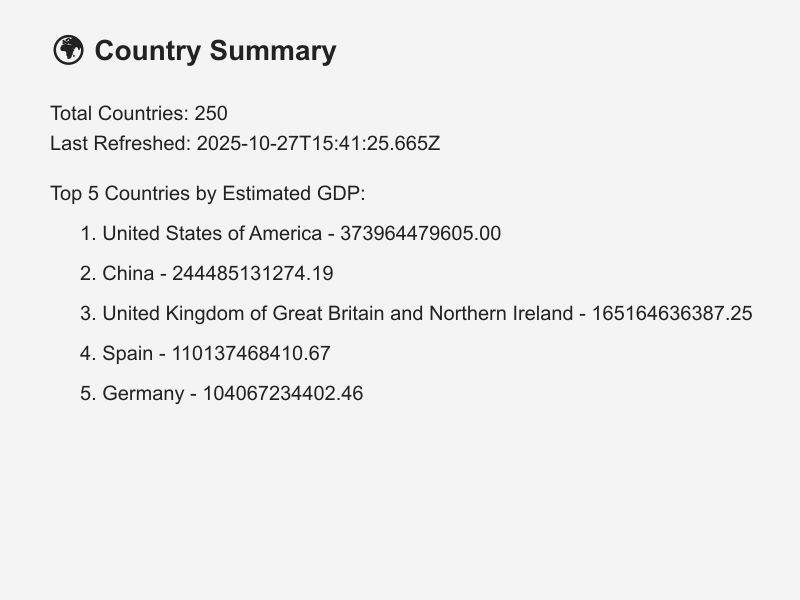 🌍 Country Summary
Total Countries: 250
Last Refreshed: 2025-10-27T15:41:25.665Z
Top 5 Countries by Estimated GDP:
1. United States of America - 373964479605.00
2. China - 244485131274.19
3. United Kingdom of Great Britain and Northern Ireland - 165164636387.25
4. Spain - 110137468410.67
5. Germany - 104067234402.46